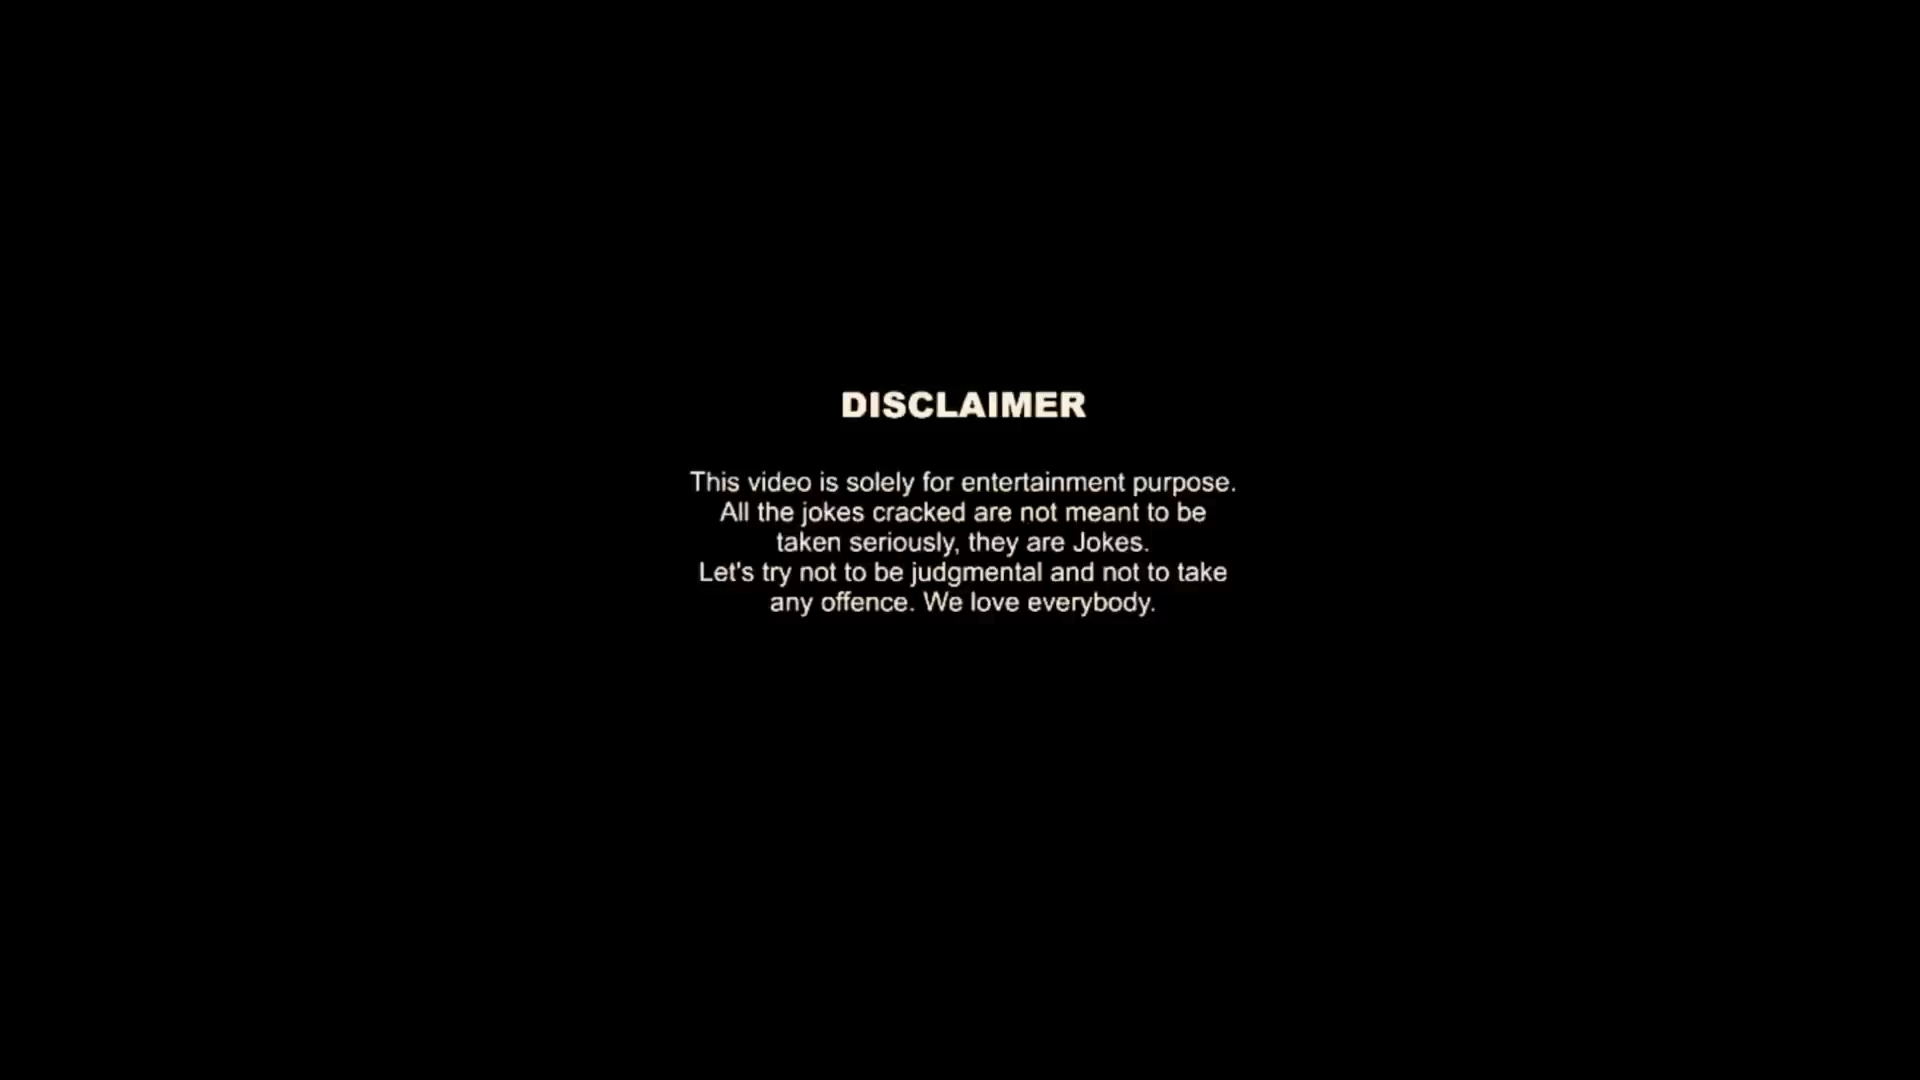 DISCLAIMER
This video is solely for entertainment purpose.
All the jokes cracked are not meant to be
taken seriously, they are Jokes.
Let's try not to be judgmental and not to take
any offence. We love everybody.